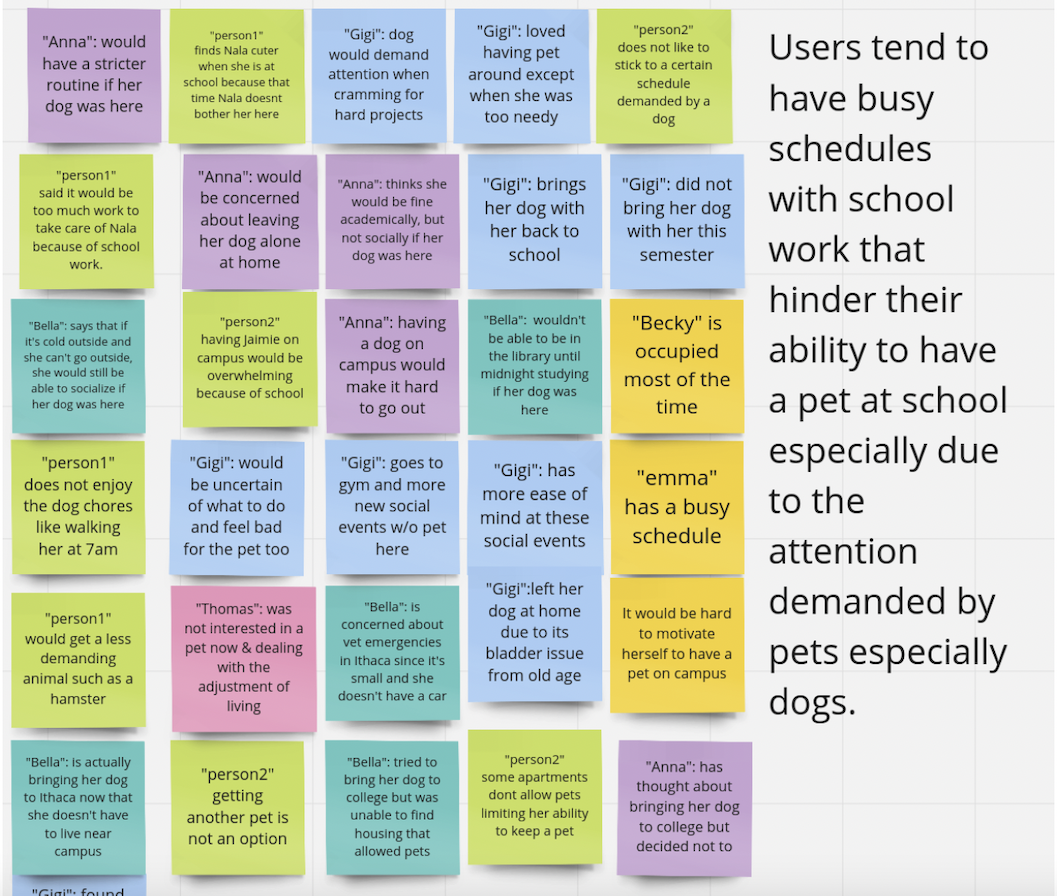 "Anna": would
have a stricter
routine if her
dog was here
"person1"
finds Nala cuter
when she is at
school because that
time Nala doesnt
bother her here
"Gigi": dog
would demand
attention when
cramming for
hard projects
"Gigi": loved
having pet
around except
when she was
too needy
"person2"
does not like to
stick to a certain
schedule
demanded by a
dog
"person1"
said it would be
too much work to
take care of Nala
because of school
work.
"Anna": would
be concerned
about leaving
her dog alone
at home
"Anna": thinks she
would be fine
academically, but
not socially if her
dog was here
"Gigi": brings
her dog with
her back to
school
"Gigi": did not
bring her dog
with her this
semester
"Bella": says that if
it's cold outside and
she can't go outside,
she would still be
able to socialize if
her dog was here
"person2"
having Jaimie on
campus would be
overwhelming
because of school
"Anna": having
a dog on
campus would
make it hard
to go out
"Bella": wouldn't
be able to be in
the library until
midnight studying
if her dog was
here
"Becky" is
occupied
most of the
time
"person1"
does not enjoy
the dog chores
like walking
her at 7am
"Gigi": would
be uncertain
of what to do
and feel bad
for the pet too
"Gigi": goes to
gym and more
new social
events w/o pet
here
"Gigi": has
more ease of
mind at these
social events
"emma"
has a busy
schedule
"person1"
would get a less
demanding
animal such as a
hamster
"Thomas": was
not interested in a
pet now & dealing
with the
adjustment of
living
"Bella": is
concerned about
vet emergencies
in Ithaca since it's
small and she
doesn't have a car
"Gigi":left her
dog at home
due to its
bladder issue
from old age
It would be hard
to motivate
herself to have a
pet on campus
"Bella": is actually
bringing her dog
to Ithaca now that
she doesn't have
to live near
campus
"person2"
getting
another pet is
not an option
"Bella": tried to
bring her dog to
college but was
unable to find
housing that
allowed pets
"person2"
some apartments
dont allow pets
limiting her ability
to keep a pet
"Anna": has
thought about
bringing her dog
to college but
decided not to
"Gigi": found
Users tend to
have busy
schedules
with school
work that
hinder their
ability to have
a pet at school
especially due
to the
attention
demanded by
pets especially
dogs.